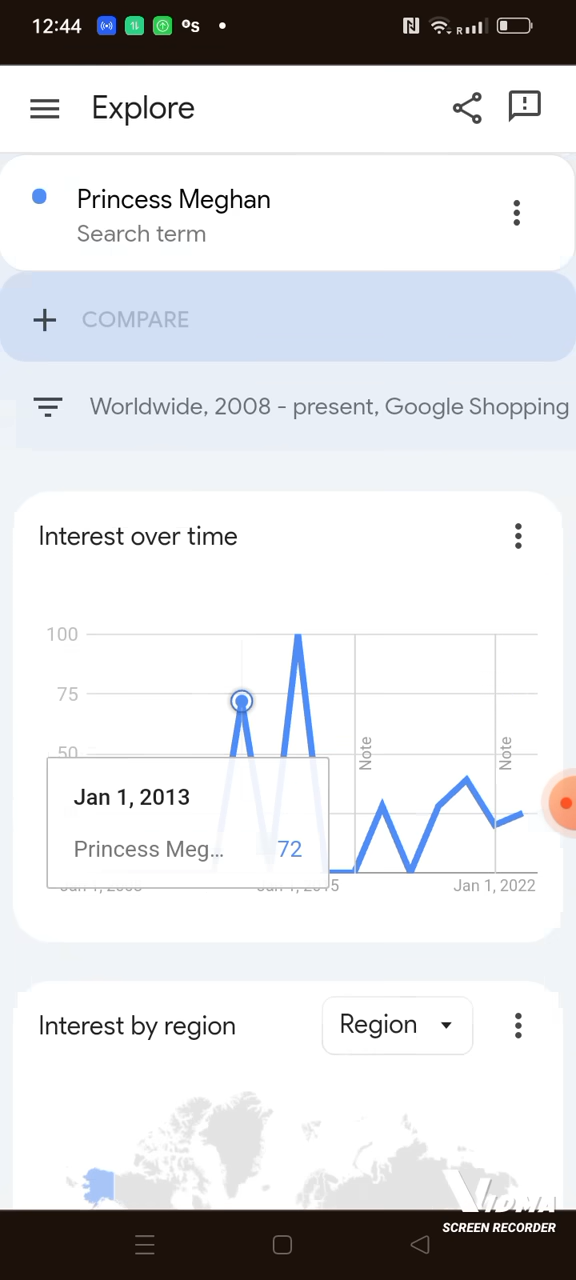 12:44
Explore
Princess Meghan
Search term
COMPARE
Worldwide, 2008 - present, Google Shopping
Interest over time
100
75
50
Note
Note
Jan 1, 2013
Princess Meg... 72
Jan 1, 2022
Interest by region
Region
VIDMA
SCREEN RECORDER